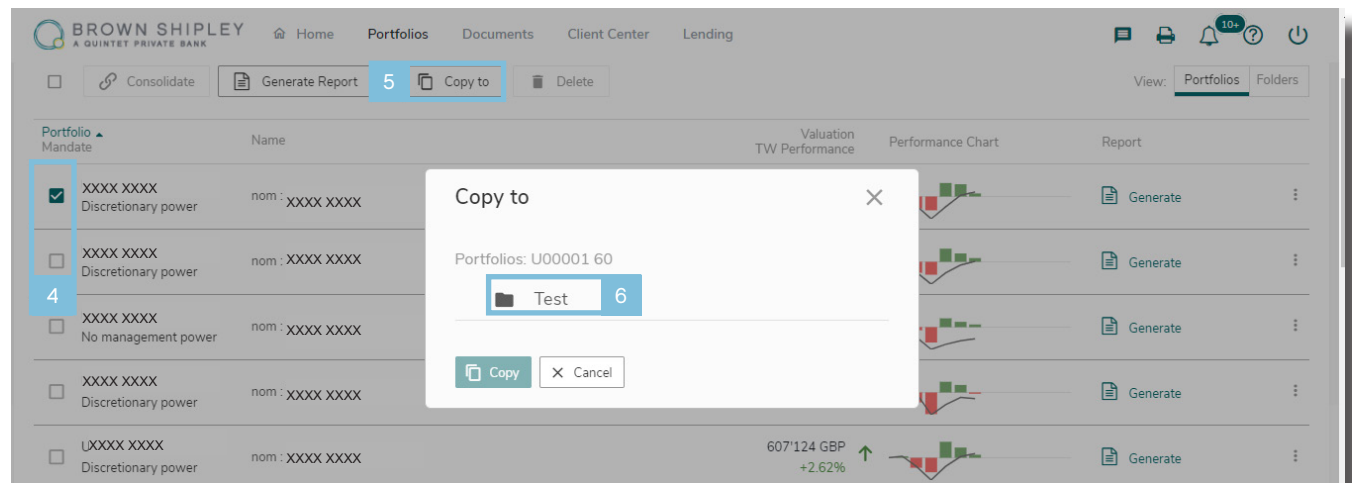 BROWN SHIPLEY
A QUINTET PRIVATE BANK
Home Portfolios Documents Client Center Lending
10+
Consolidate Generate Report 5 Copy to Delete View: Portfolios Folders
Portfolio Name Valuation Performance Chart Report
Mandate TW Performance
XXXX XXXX
Discretionary power nom : XXXX XXXX Generate
XXXX XXXX
Discretionary power nom : XXXX XXXX Generate
4
XXXX XXXX
No management power nom : XXXX XXXX Generate
XXXX XXXX
Discretionary power nom : XXXX XXXX Generate
UXXXX XXXX 607'124 GBP
Discretionary power nom : XXXX XXXX +2.62% Generate
Copy to
Portfolios: U00001 60
Test 6
Copy Cancel